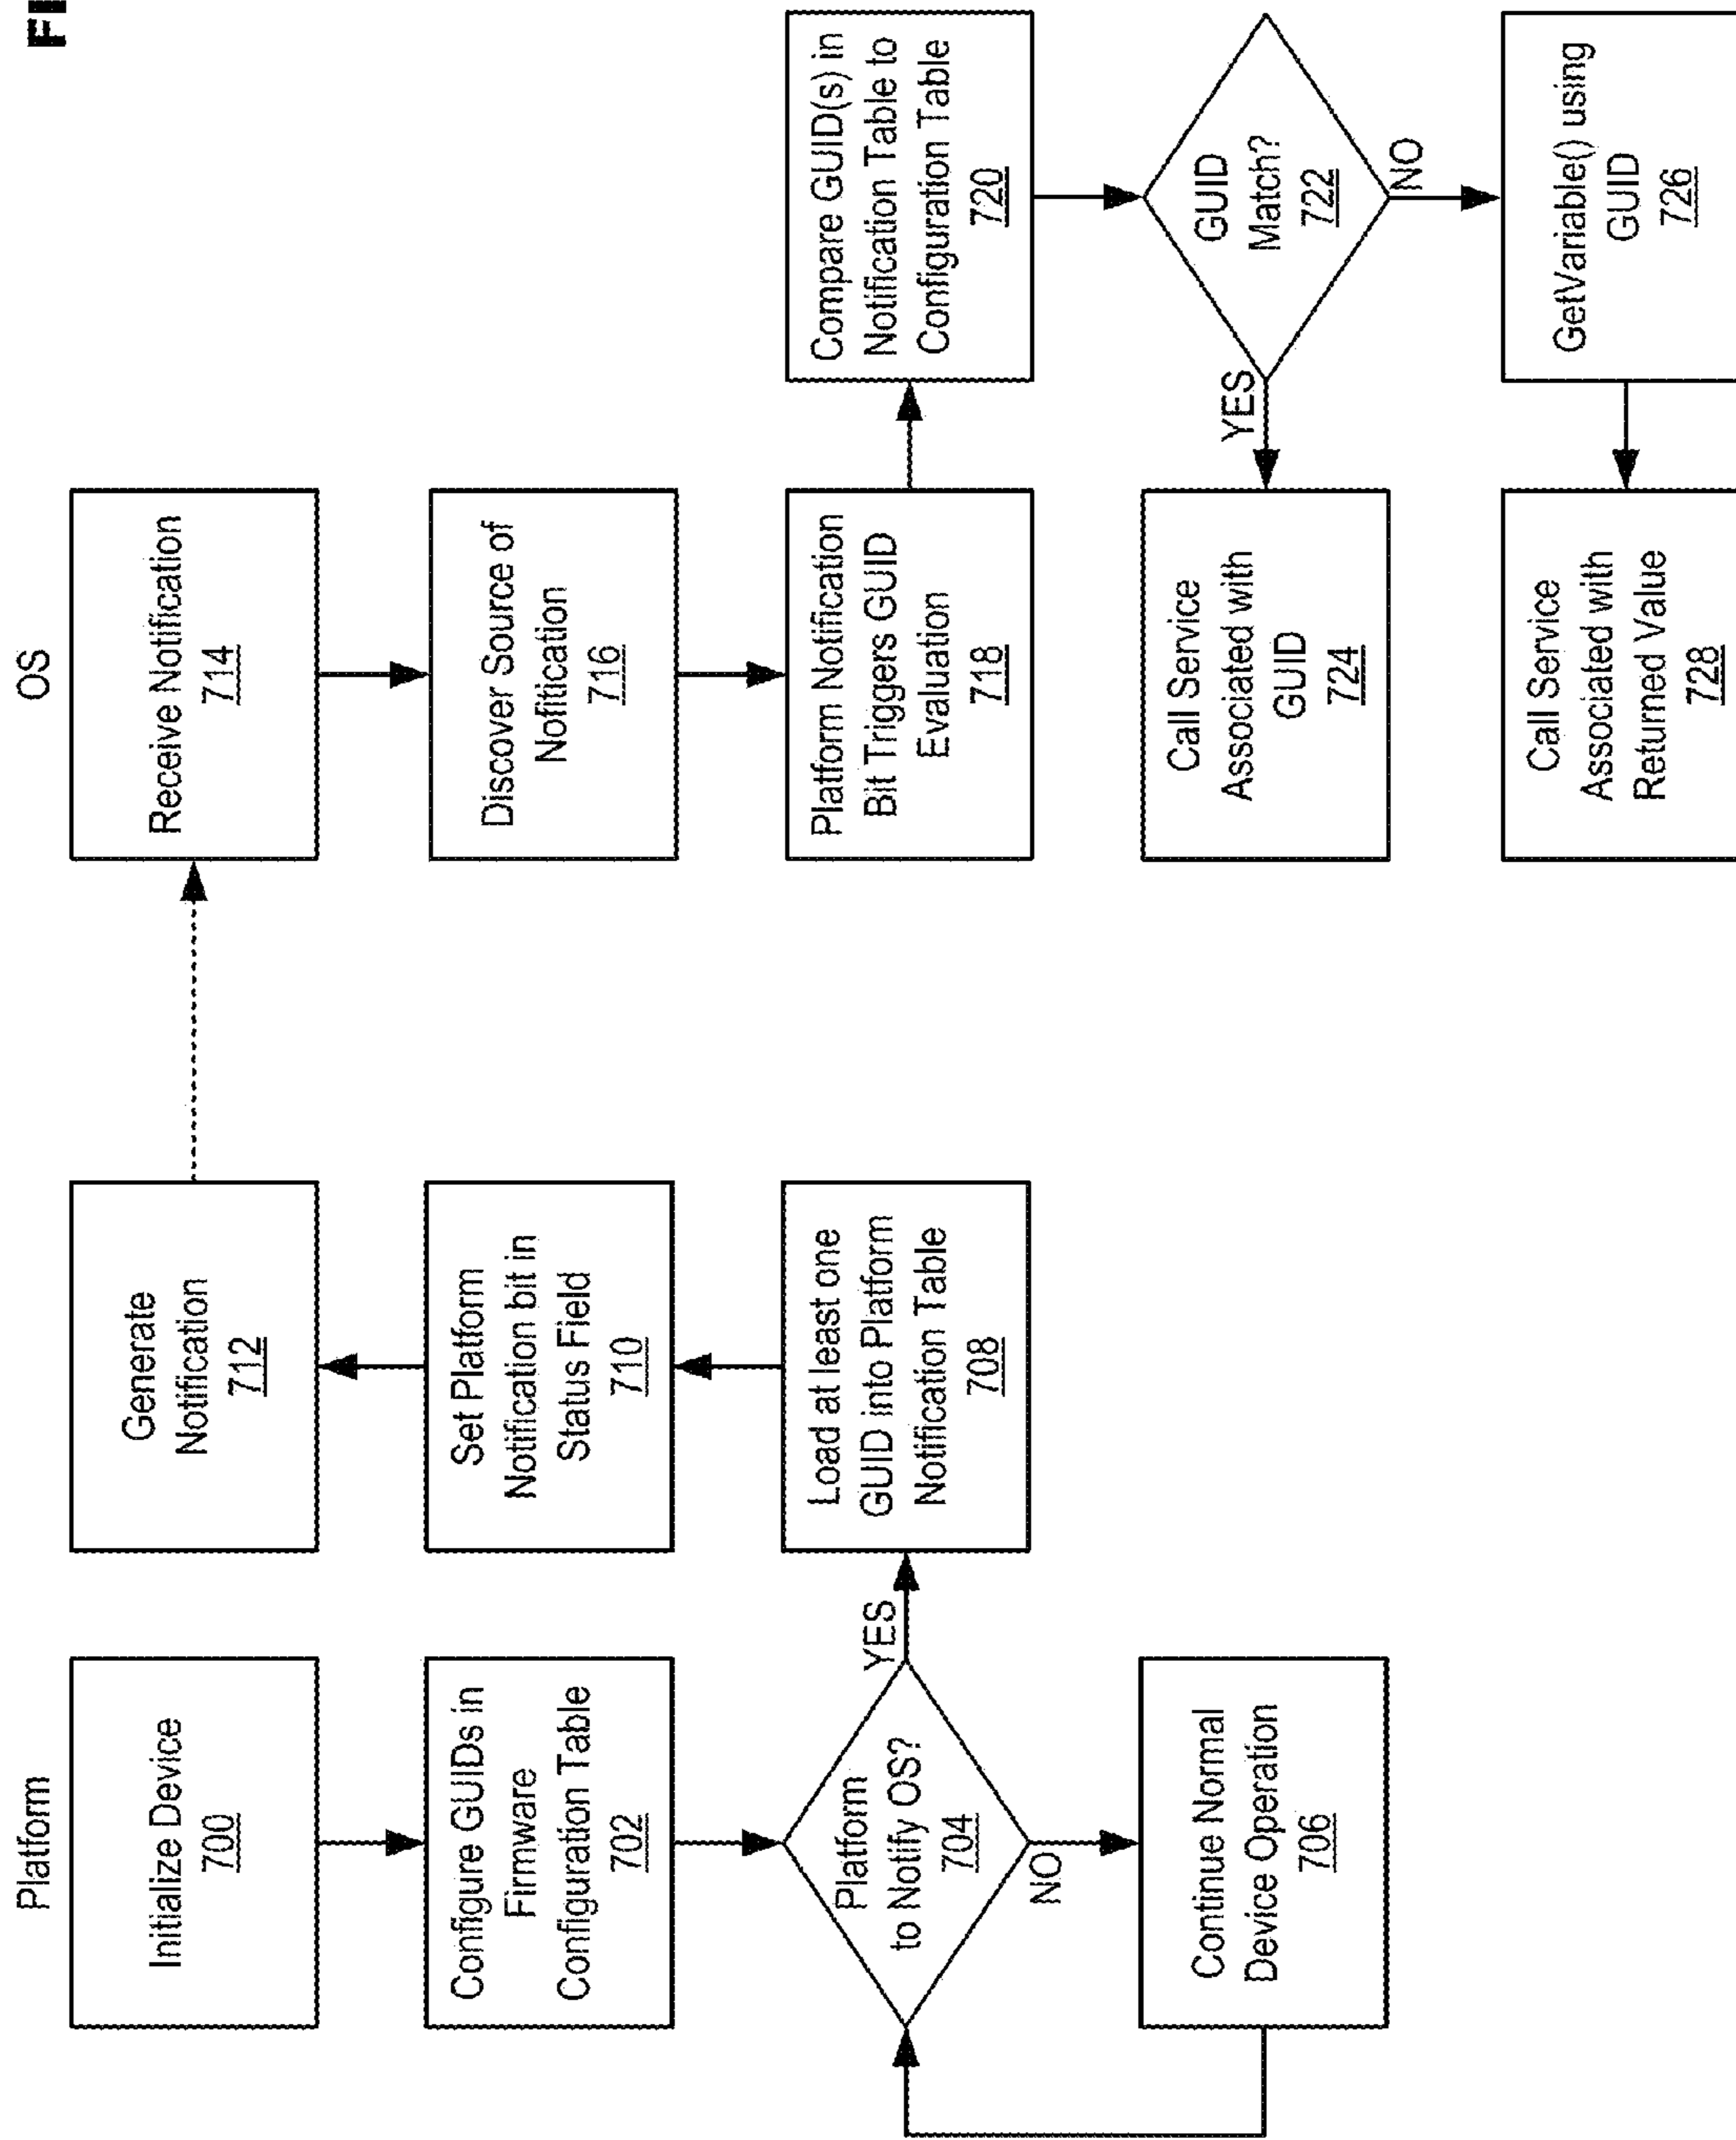 Platform
Initialize Device
700
Configure GUIDs in
Firmware
Configuration Table
702
Platform
to Notify OS?
704
YES
NO
Continue Normal
Device Operation
706
Generate
Notification
712
Set Platform
Notification bit in
Status Field
710
Load at least one
GUID into Platform
Notification Table
708
OS
Receive Notification
714
Discover Source of
Nofitication
716
Platform Notification
Bit Triggers GUID
Evaluation
718
Compare GUID(s) in
Notification Table to
Configuration Table
720
GUID
Match?
722
YES
NO
Call Service
Associated with
GUID
724
GetVariable() using
GUID
726
Call Service
Associated with
Returned Value
728